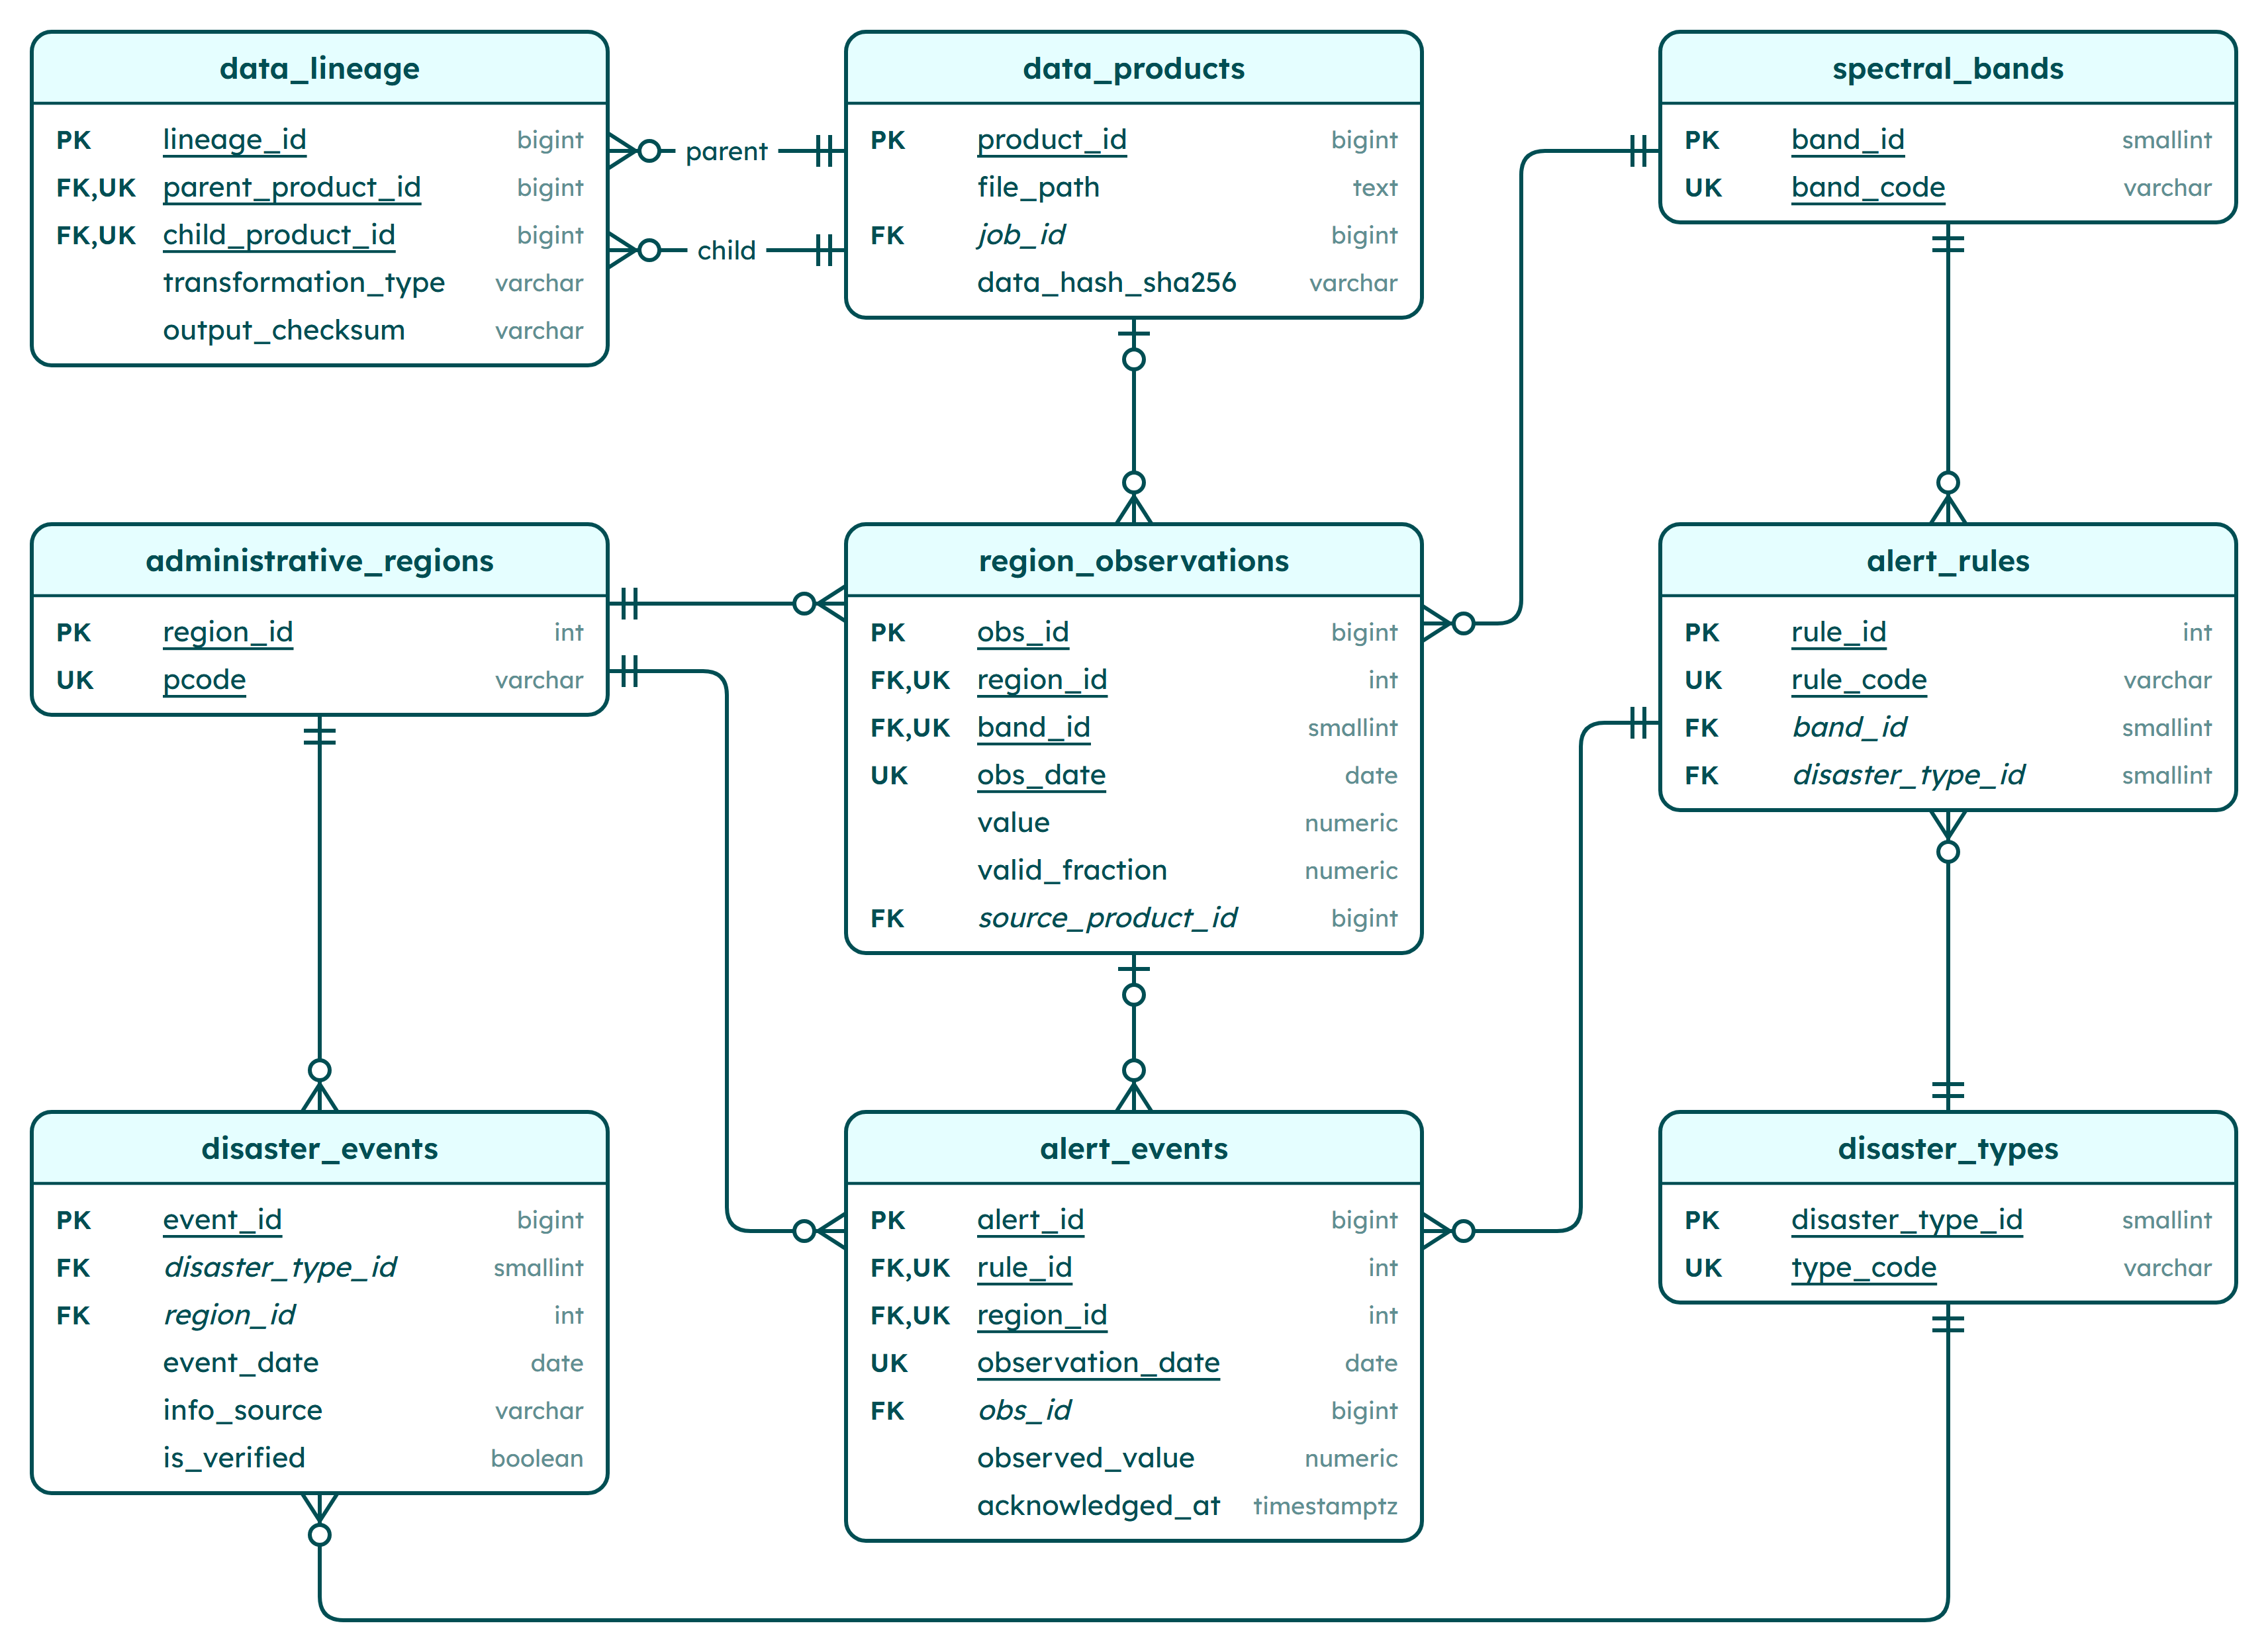 data_lineage
PK lineage_id bigint
FK,UK parent_product_id bigint
FK,UK child_product_id bigint
transformation_type varchar
output_checksum varchar
parent
child
data_products
PK product_id bigint
file_path text
FK job_id bigint
data_hash_sha256 varchar
spectral_bands
PK band_id smallint
UK band_code varchar
administrative_regions
PK region_id int
UK pcode varchar
region_observations
PK obs_id bigint
FK,UK region_id int
FK,UK band_id smallint
UK obs_date date
value numeric
valid_fraction numeric
FK source_product_id bigint
alert_rules
PK rule_id int
UK rule_code varchar
FK band_id smallint
FK disaster_type_id smallint
disaster_events
PK event_id bigint
FK disaster_type_id smallint
FK region_id int
event_date date
info_source varchar
is_verified boolean
alert_events
PK alert_id bigint
FK,UK rule_id int
FK,UK region_id int
UK observation_date date
FK obs_id bigint
observed_value numeric
acknowledged_at timestamptz
disaster_types
PK disaster_type_id smallint
UK type_code varchar